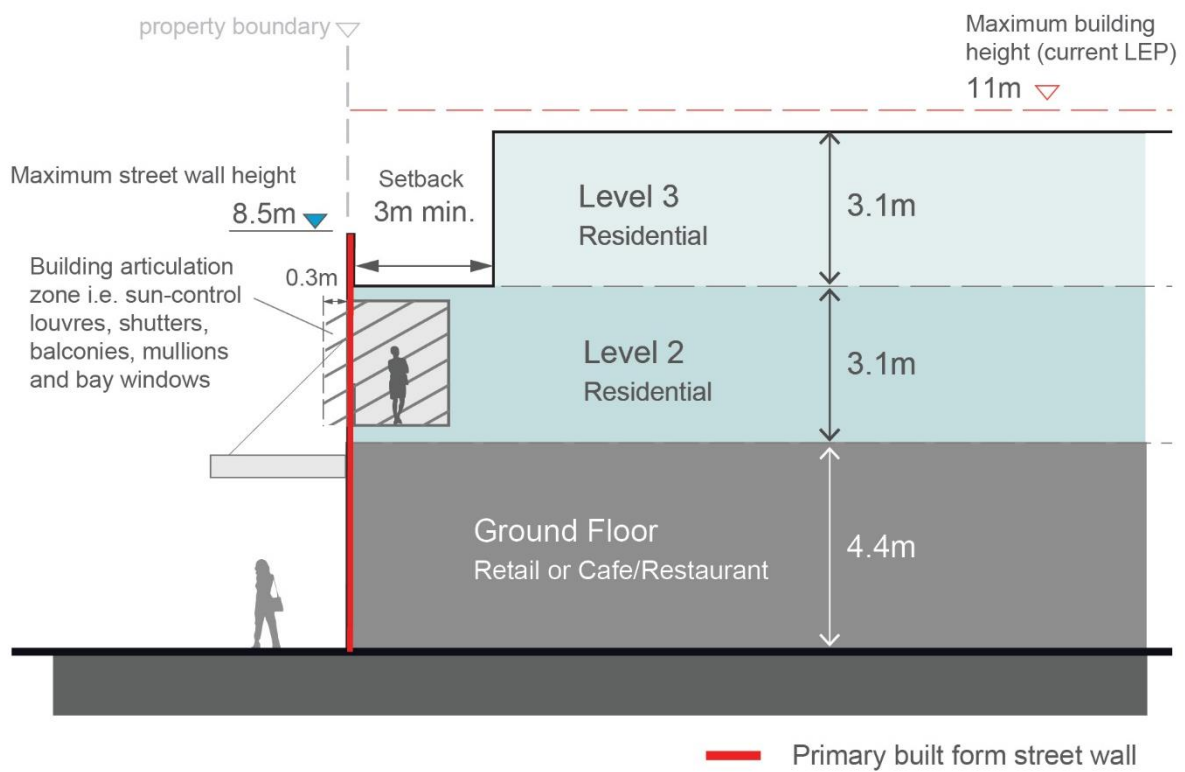 property boundary
Maximum building
height (current LEP)
11m
Maximum street wall height
8.5m
Setback
3m min.
Level 3
Residential
3.1m
Building articulation
zone i.e. sun-control
louvres, shutters,
balconies, mullions
and bay windows
0.3m
Level 2
Residential
3.1m
Ground Floor
Retail or Cafe/Restaurant
4.4m
Primary built form street wall